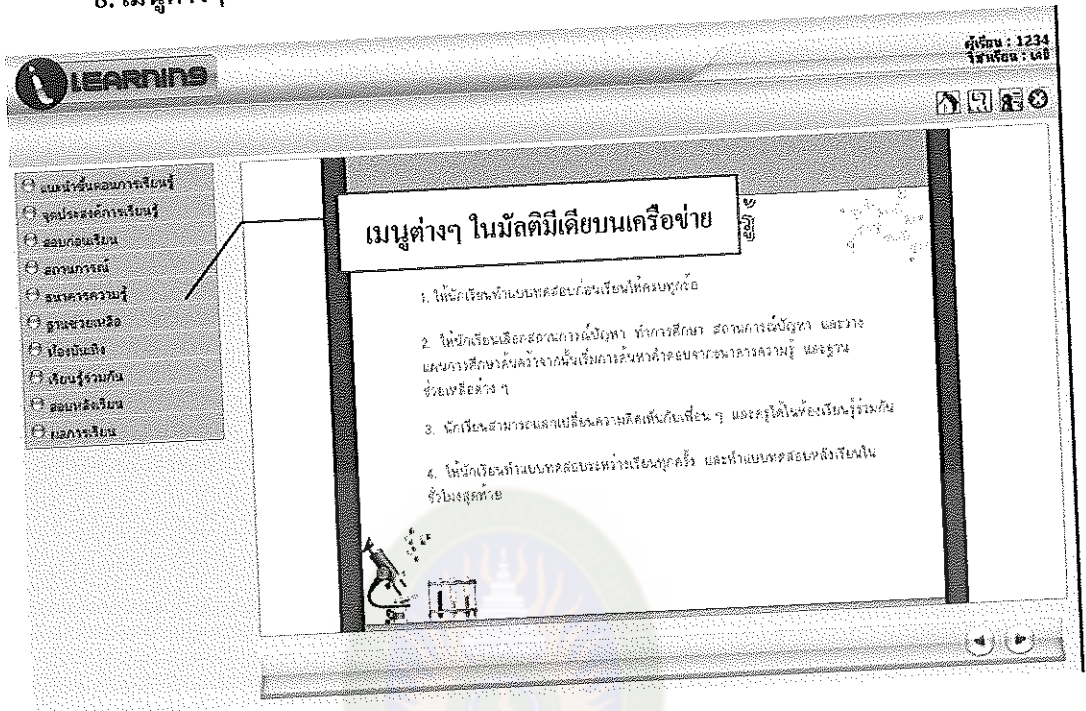 LEARNING
ผู้เรียน : 1234
วิชาเรียน : เคมี
แนะนำขั้นตอนการเรียนรู้
จุดประสงค์การเรียนรู้
สอบก่อนเรียน
สถานการณ์
ธนาคารความรู้
ฐานช่วยเหลือ
ห้องบันเทิง
เรียนรู้ร่วมกัน
สอบหลังเรียน
ผลการเรียน
เมนูต่างๆ ในมัลติมีเดียบนเครือข่าย
1. ให้นักเรียนทำแบบทดสอบก่อนเรียนให้ครบทุกข้อ
2. ให้นักเรียนเลือกสถานการณ์ปัญหา ทำการศึกษา สถานการณ์ปัญหา และวาง
แผนการศึกษาค้นคว้าจากนั้นเริ่มการค้นหาคำตอบจากธนาคารความรู้ และฐาน
ช่วยเหลือต่าง ๆ
3. นักเรียนสามารถแลกเปลี่ยนความคิดเห็นกับเพื่อน ๆ และครูได้ในห้องเรียนรู้ร่วมกัน
4. ให้นักเรียนทำแบบทดสอบระหว่างเรียนทุกครั้ง และทำแบบทดสอบหลังเรียนใน
ชั่วโมงสุดท้าย